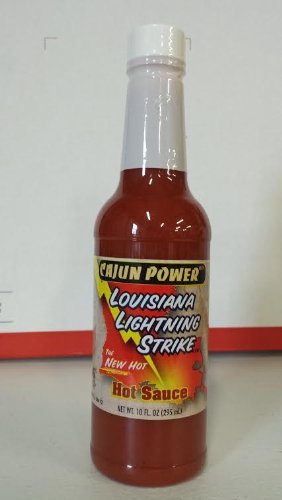 CAJUN POWER
LOUISIANA
LIGHTNING
STRIKE
THE
NEW HOT
Hot Sauce
NET WT. 10 FL. OZ (295 mL)